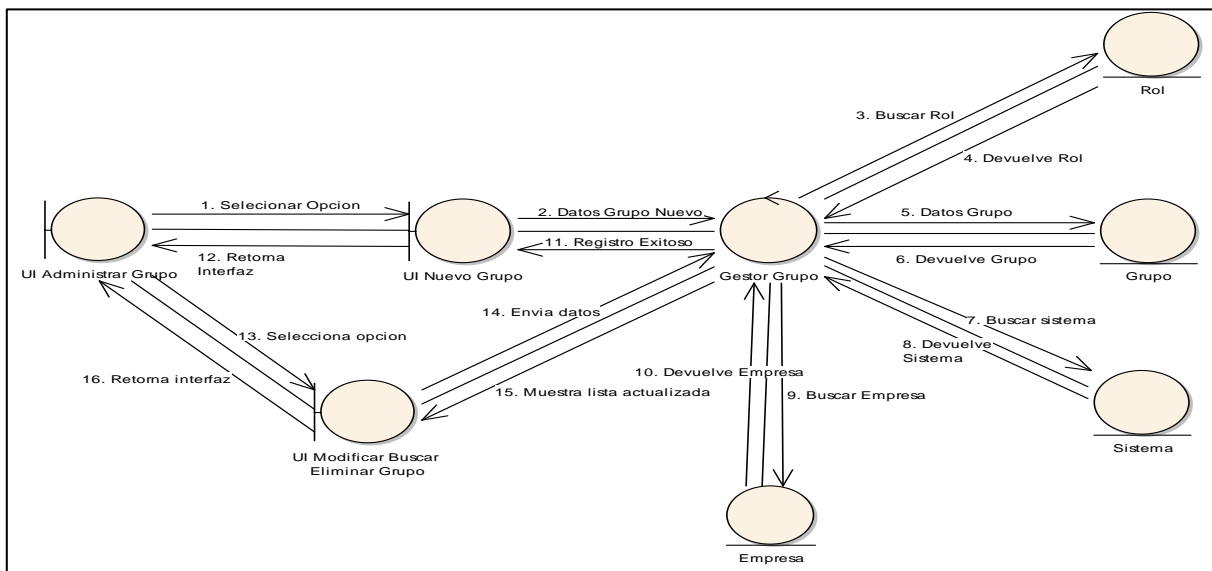 Rol
3. Buscar Rol
4. Devuelve Rol
1. Selecionar Opcion
2. Datos Grupo Nuevo
5. Datos Grupo
11. Registro Exitoso
12. Retorna
Interfaz
6. Devuelve Grupo
UI Administrar Grupo
UI Nuevo Grupo
Gestor Grupo
Grupo
14. Envia datos
7. Buscar sistema
13. Selecciona opcion
8. Devuelve
Sistema
16. Retorna interfaz
10. Devuelve Empresa
15. Muestra lista actualizada
9. Buscar Empresa
UI Modificar Buscar
Eliminar Grupo
Sistema
Empresa